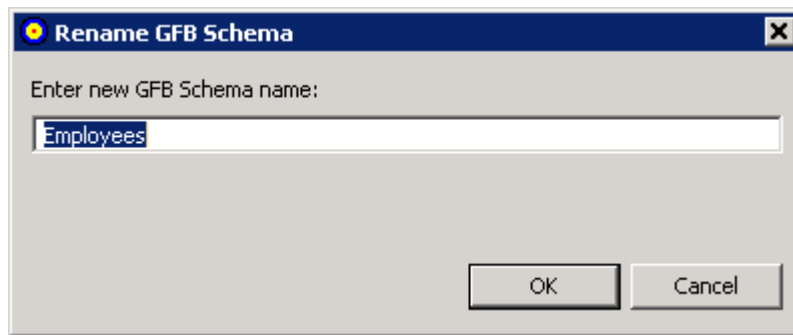 Rename GFB Schema
Enter new GFB Schema name:
Employees
OK
Cancel